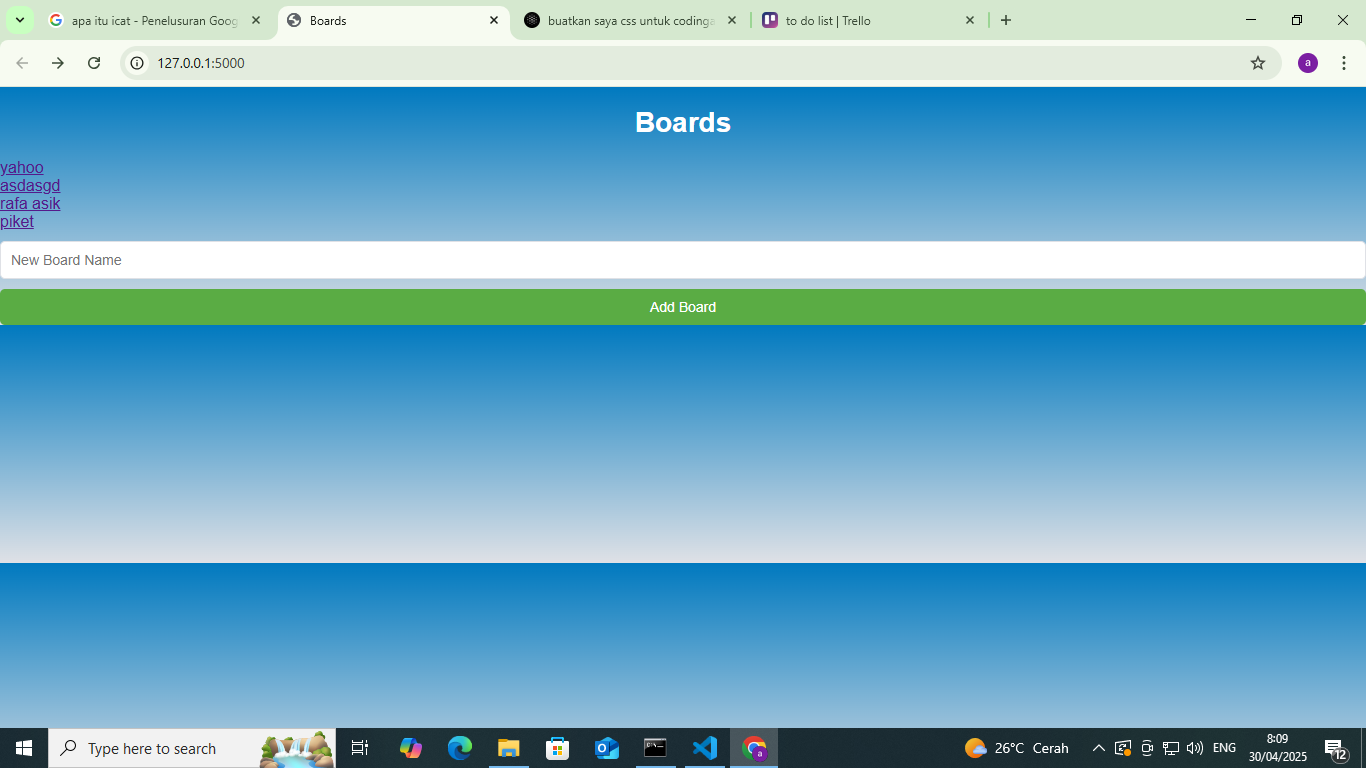 apa itu icat - Penelusuran Goog
Boards
buatkan saya css untuk codinga
to do list | Trello
127.0.0.1:5000
a
Boards
yahoo
asdasgd
rafa asik
piket
New Board Name
Add Board
Type here to search
a
26°C Cerah
ENG
8:09
30/04/2025
12